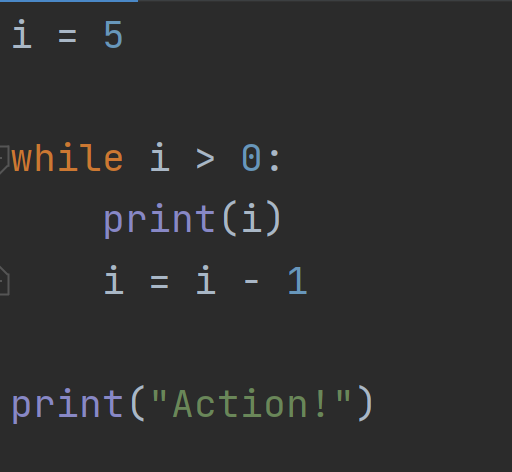 i = 5
while i > 0:
    print(i)
    i = i - 1
print("Action!")